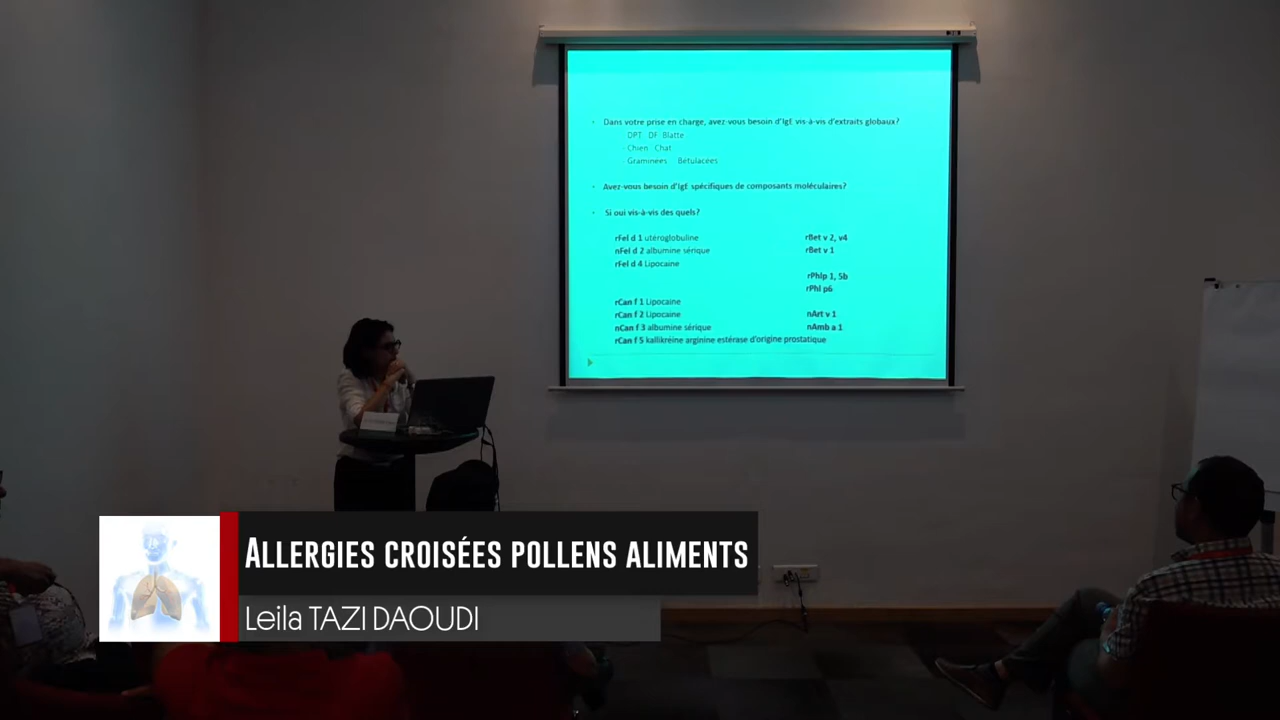 Dans votre prise en charge, avez-vous besoin d'IgE vis-à-vis d'extraits globaux?
DPT DF Blatte
Chien Chat
Graminées Bétulacées
Avez-vous besoin d'IgE spécifiques de composants moléculaires?
Si oui vis-à-vis des quels?
rFel d 1 utéroglobuline
nFel d 2 albumine sérique
rFel d 4 Lipocaine
rCan f 1 Lipocaine
rCan f 2 Lipocaine
nCan f 3 albumine sérique
rCan f 5 kallikréine arginine estérase d'origine prostatique
rBet v 2, v4
rBet v 1
rPhlp 1, 5b
rPhl p6
nArt v 1
nAmb a 1
ALLERGIES CROISÉES POLLENS ALIMENTS
Leila TAZI DAOUDI